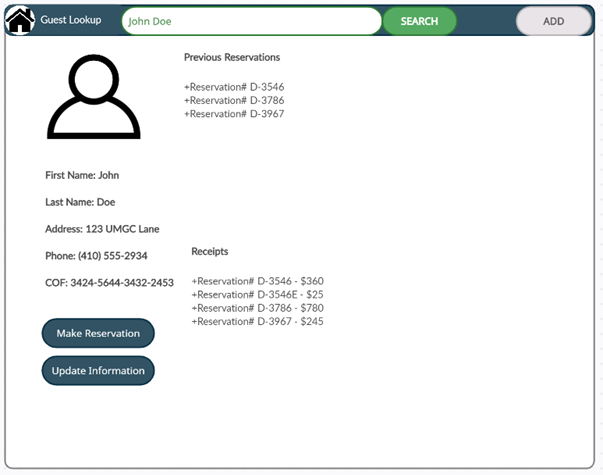 Guest Lookup
John Doe
SEARCH
ADD
Previous Reservations
+Reservation# D-3546
+Reservation# D-3786
+Reservation# D-3967
First Name: John
Last Name: Doe
Address: 123 UMGC Lane
Phone: (410) 555-2934
COF: 3424-5644-3432-2453
Receipts
+Reservation# D-3546 - $360
+Reservation# D-3546E - $25
+Reservation# D-3786 - $780
+Reservation# D-3967 - $245
Make Reservation
Update Information